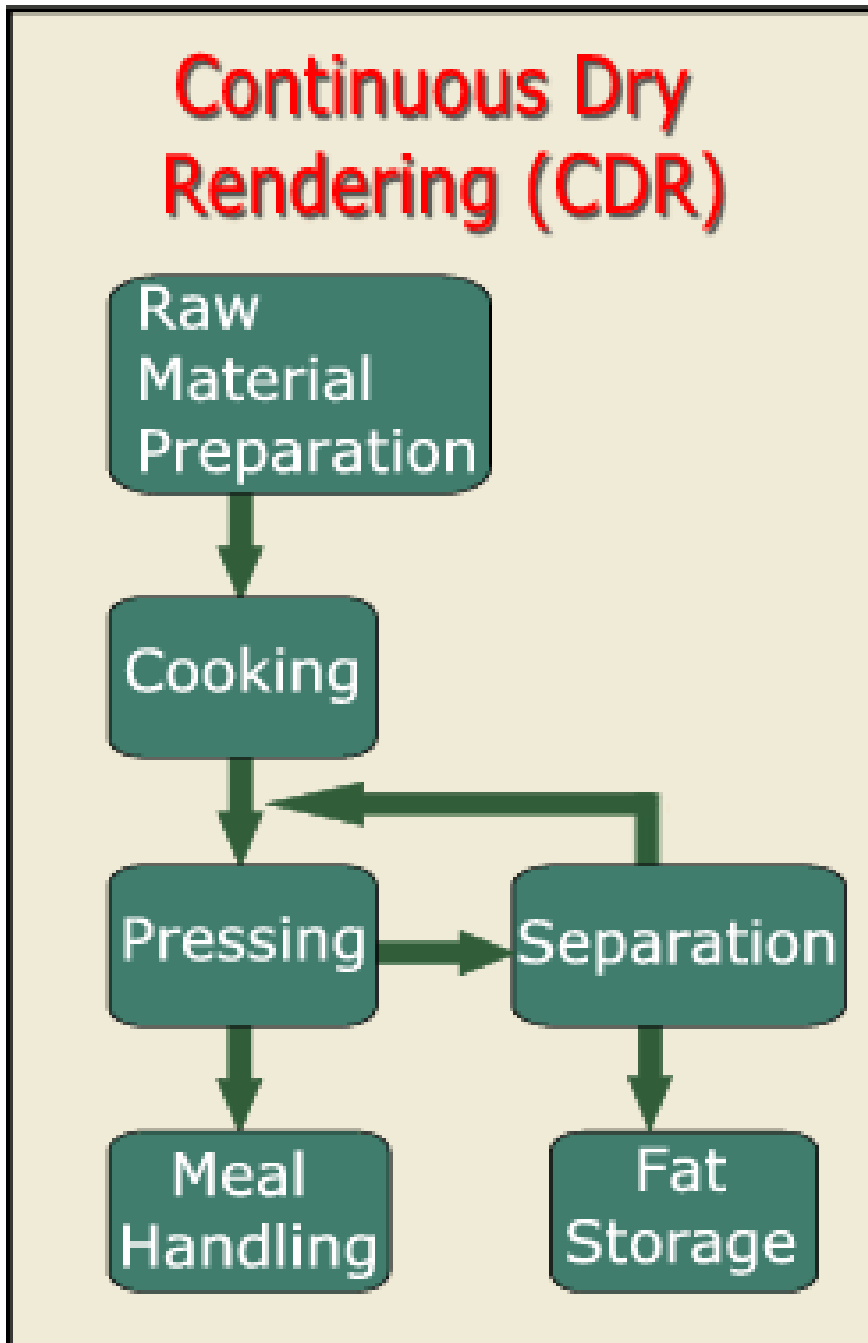 Continuous Dry
Rendering (CDR)
Raw
Material
Preparation
Cooking
Pressing
Separation
Meal
Handling
Fat
Storage